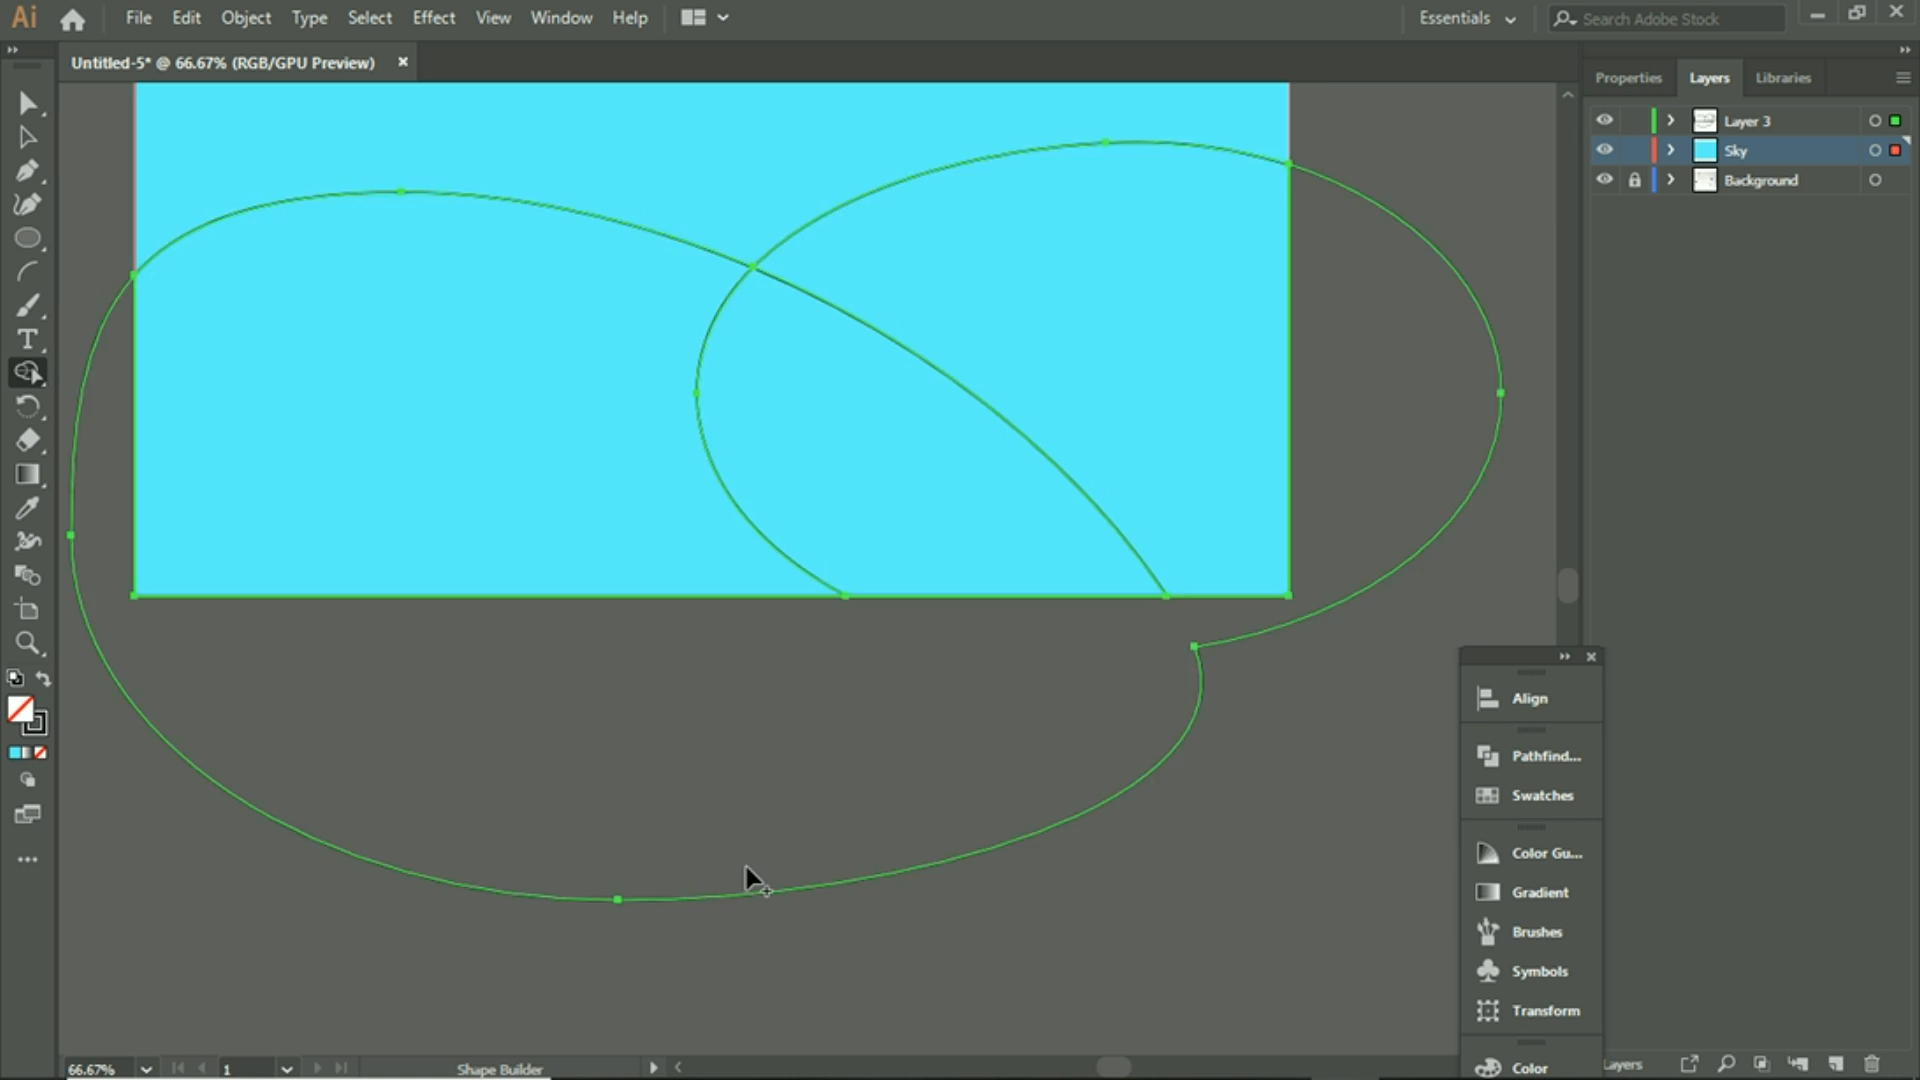 Ai File Edit Object Type Select Effect View Window Help Essentials Search Adobe Stock
Untitled-5* @ 66.67% (RGB/GPU Preview)
Properties Layers Libraries
Layer 3
Sky
Background
T
Align
Pathfind...
Swatches
Color Gu...
Gradient
Brushes
Symbols
Transform
Color
66.67% 1 Shape Builder
Layers